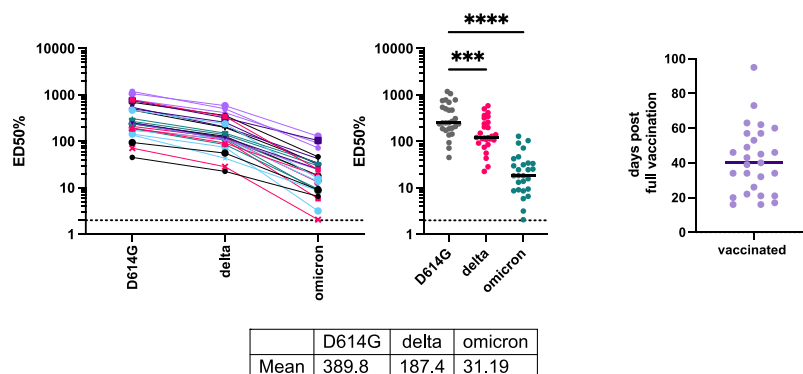 10000
1000
100
10
1
ED50%
D614G
delta
omicron
10000
1000
100
10
1
ED50%
D614G
delta
omicron
****
***
100
80
60
40
20
0
days post
full vaccination
vaccinated
D614G delta omicron
Mean 389.8 187.4 31.19